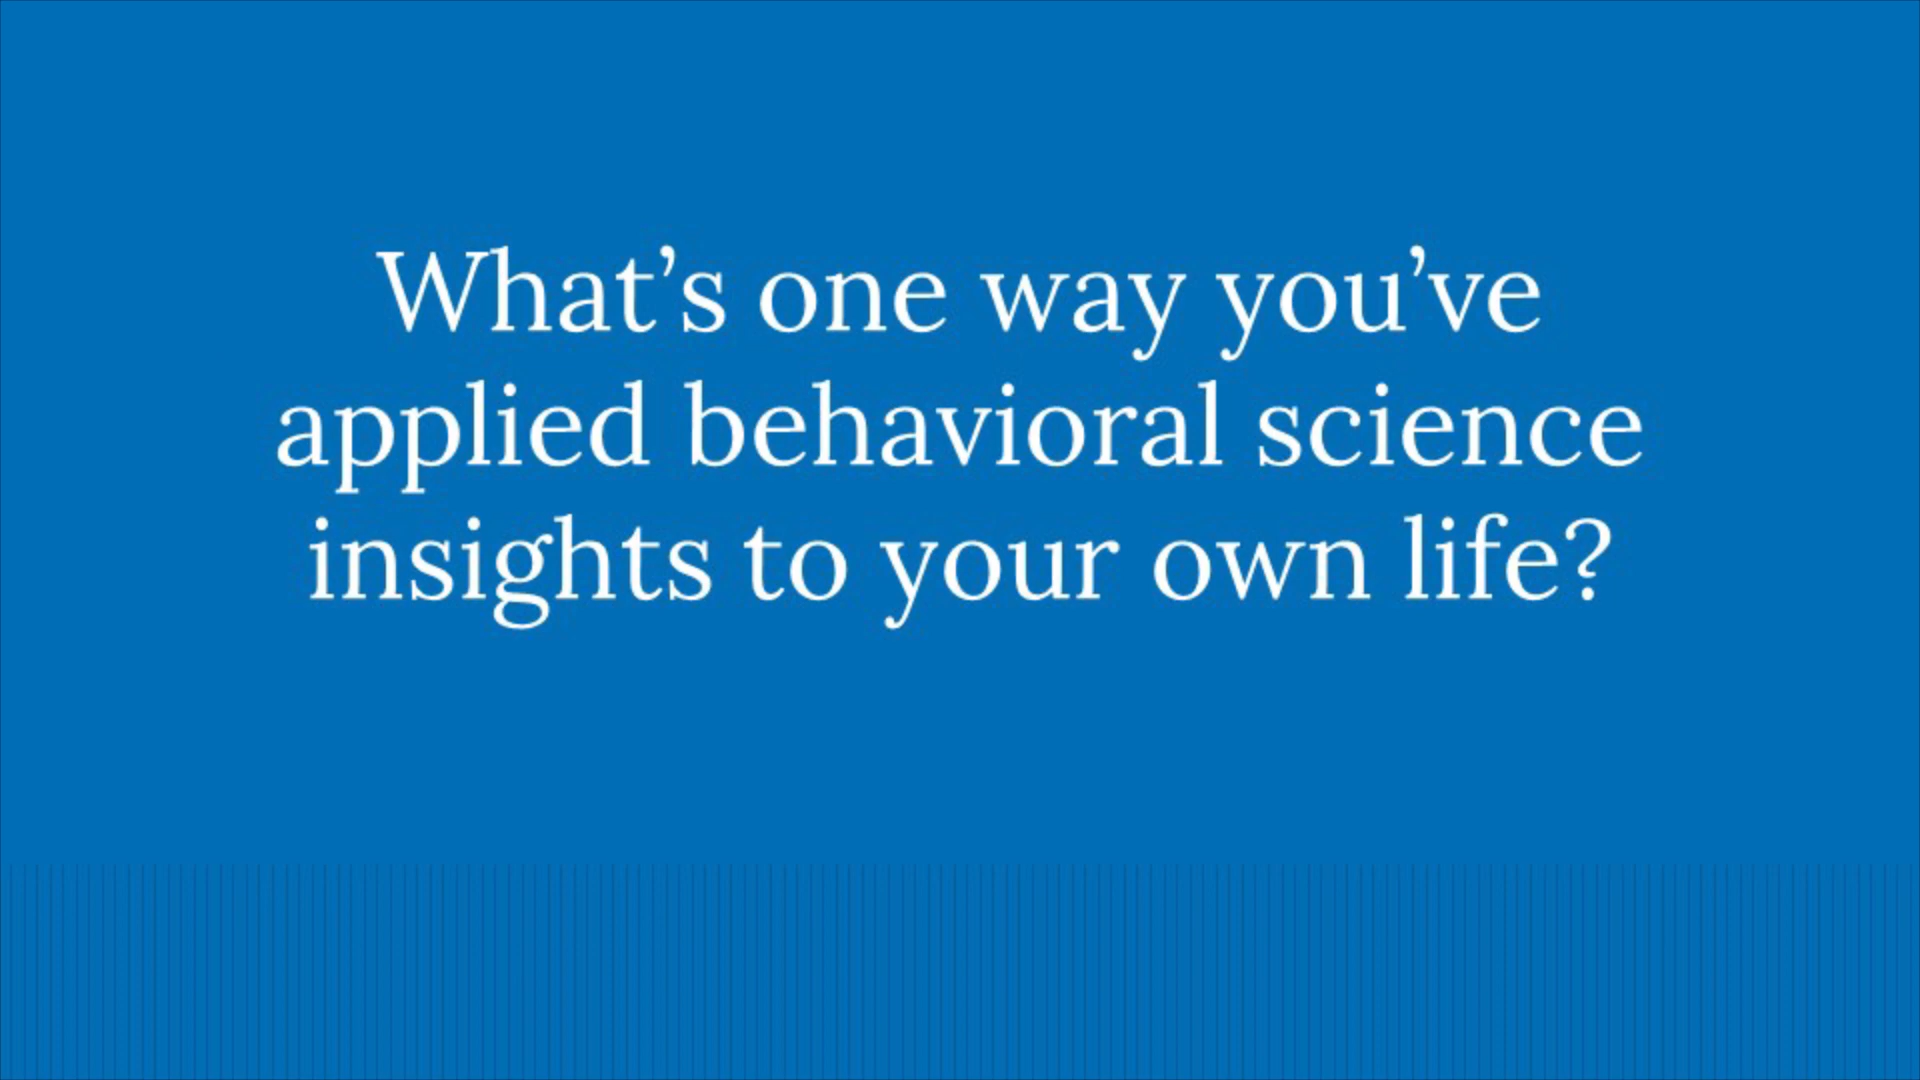 What’s one way you’ve
applied behavioral science
insights to your own life?